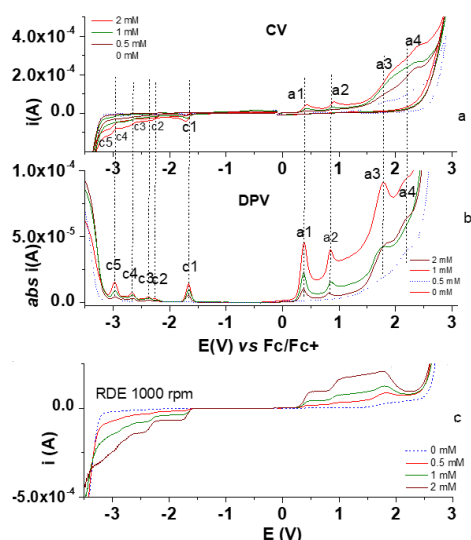 2 mM
1 mM
0.5 mM
0 mM
CV
4.0x10⁻⁴
2.0x10⁻⁴
0.0
i(A)
a1
a2
a3
a4
c5
c4
c3
c2
c1
a
1.0x10⁻⁴
5.0x10⁻⁵
0.0
abs i(A)
DPV
a1
a2
a3
a4
c5
c4
c3
c2
c1
b
2 mM
1 mM
0.5 mM
0 mM
-3 -2 -1 0 1 2 3
E(V) vs Fc/Fc+
RDE 1000 rpm
0.0
-5.0x10⁻⁴
i (A)
c
0 mM
0.5 mM
1 mM
2 mM
-3 -2 -1 0 1 2 3
E (V)